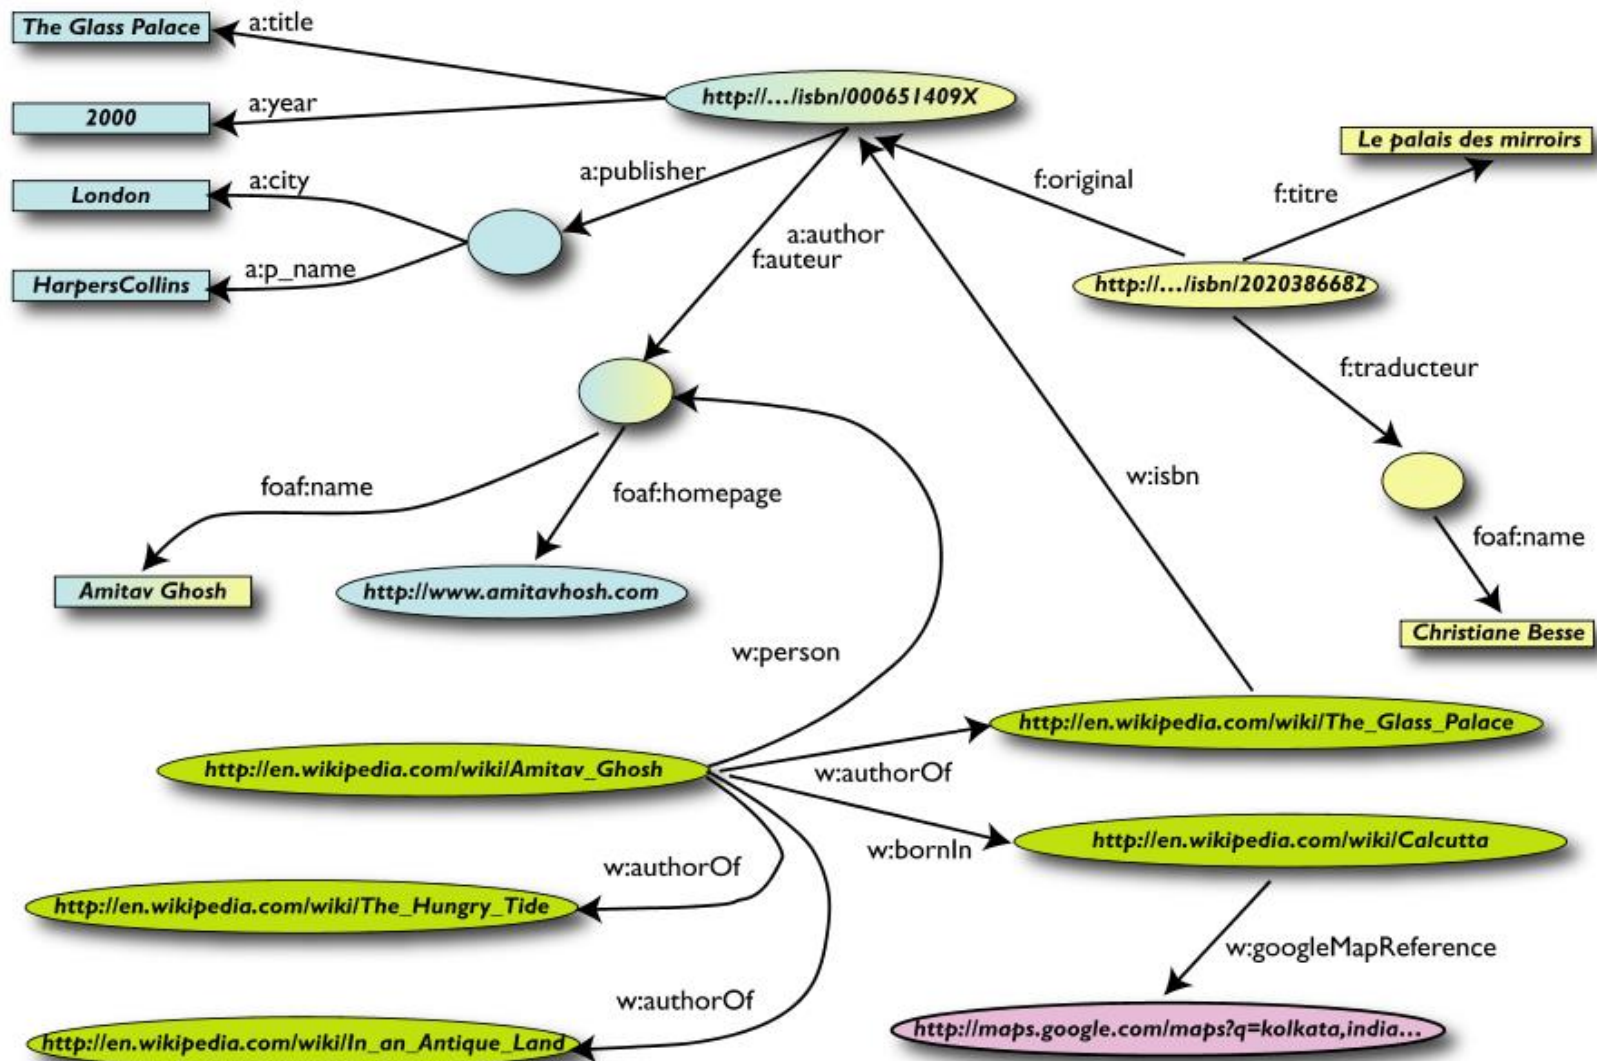 The Glass Palace
a:title
http://.../isbn/000651409X
2000
a:year
Le palais des mirroirs
London
a:city
a:publisher
f:original
f:titre
a:author
f:auteur
HarpersCollins
a:p_name
http://.../isbn/2020386682
f:traducteur
foaf:name
foaf:homepage
w:isbn
foaf:name
Amitav Ghosh
http://www.amitavhosh.com
Christiane Besse
w:person
http://en.wikipedia.com/wiki/The_Glass_Palace
http://en.wikipedia.com/wiki/Amitav_Ghosh
w:authorOf
w:bornIn
http://en.wikipedia.com/wiki/Calcutta
w:authorOf
http://en.wikipedia.com/wiki/The_Hungry_Tide
w:googleMapReference
w:authorOf
http://en.wikipedia.com/wiki/In_an_Antique_Land
http://maps.google.com/maps?q=kolkata,india...